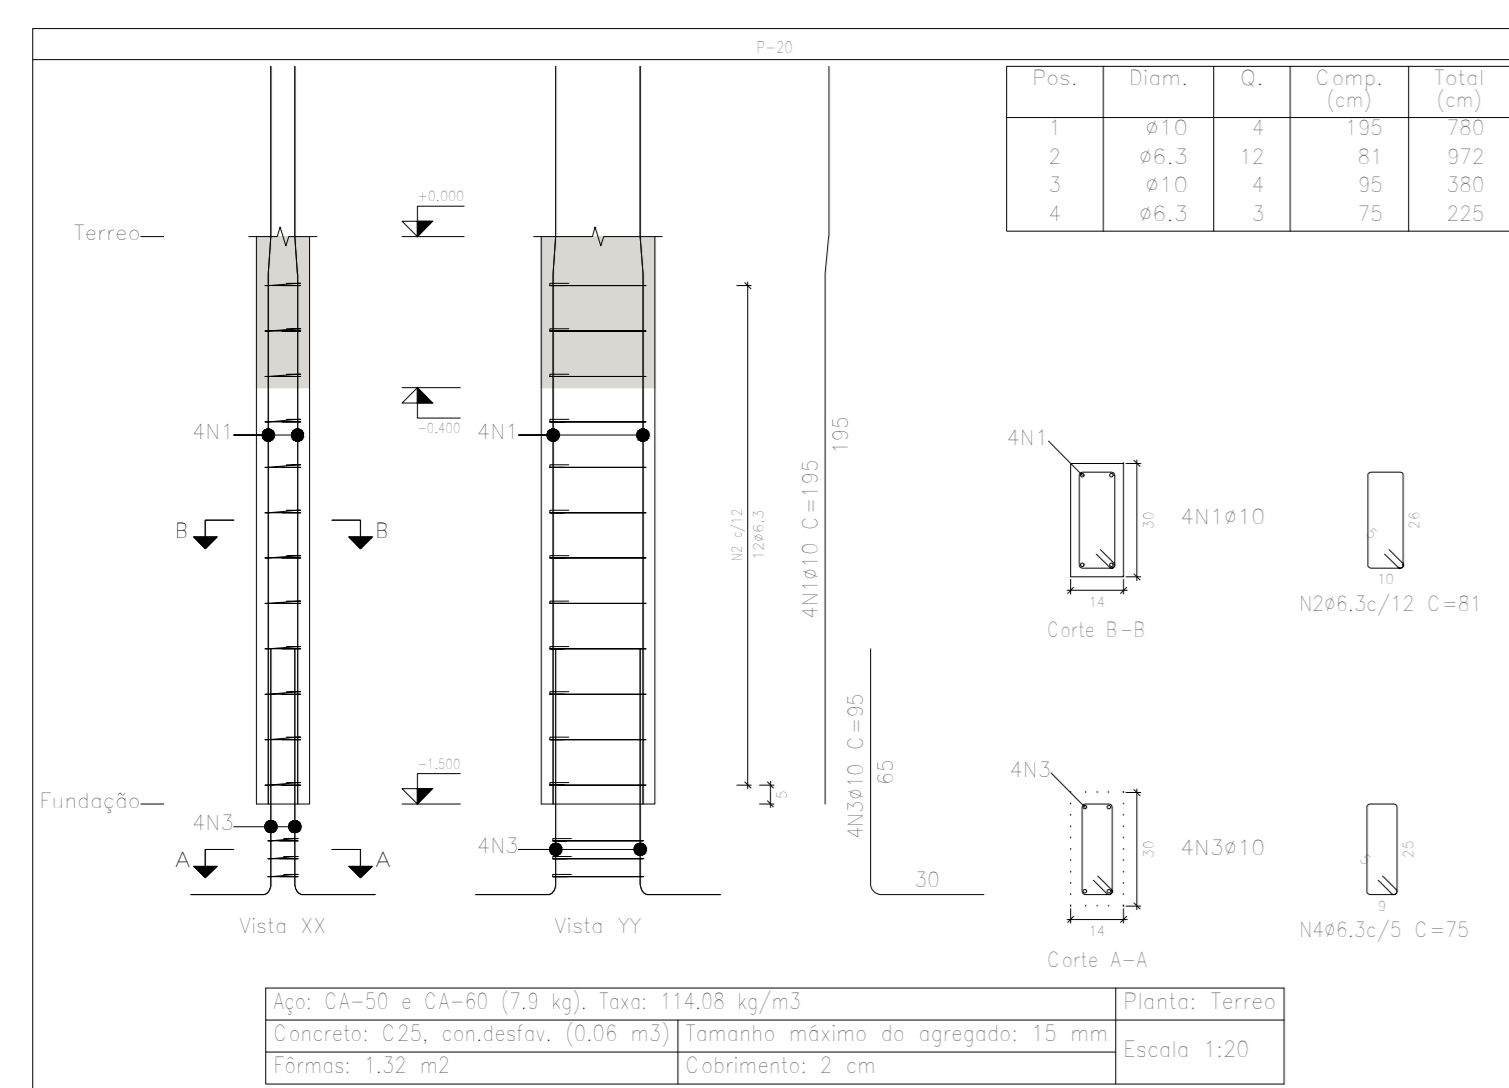 P-20
Pos. Diam. Q. Comp. (cm) Total (cm)
1 ø10 4 195 780
2 ø6.3 12 81 972
3 ø10 4 95 380
4 ø6.3 3 75 225
+0.000
Terreo
-0.400
4N1
4N1
B B
N2 c/12
12ø6.3
4N1ø10 C=195
195
4N1
30
14
4N1ø10
Corte B-B
26
5
10
N2ø6.3c/12 C=81
-1.500
Fundação
5
4N3
4N3
A A
4N3ø10 C=95
65
30
4N3
30
14
4N3ø10
Corte A-A
25
5
9
N4ø6.3c/5 C=75
Vista XX
Vista YY
Aço: CA-50 e CA-60 (7.9 kg). Taxa: 114.08 kg/m3
Planta: Terreo
Concreto: C25, con.desfav. (0.06 m3)
Tamanho máximo do agregado: 15 mm
Escala 1:20
Fôrmas: 1.32 m2
Cobrimento: 2 cm